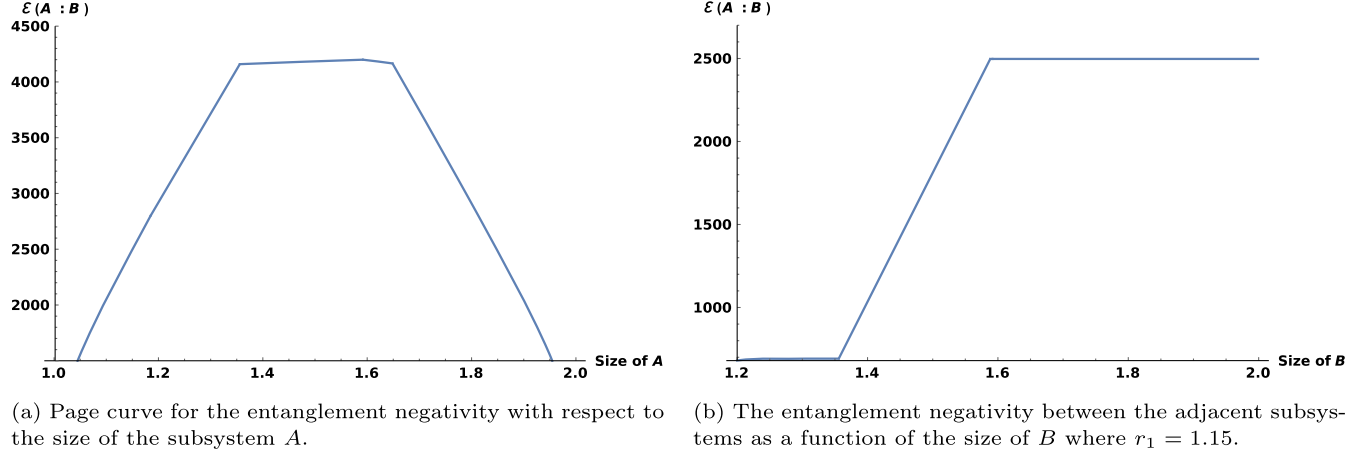 ℰ (A : B )
4500
4000
3500
3000
2500
2000
1.0 1.2 1.4 1.6 1.8 2.0
Size of A
(a) Page curve for the entanglement negativity with respect to
the size of the subsystem A.
ℰ (A : B )
2500
2000
1500
1000
1.2 1.4 1.6 1.8 2.0
Size of B
(b) The entanglement negativity between the adjacent subsys-
tems as a function of the size of B where r₁ = 1.15.